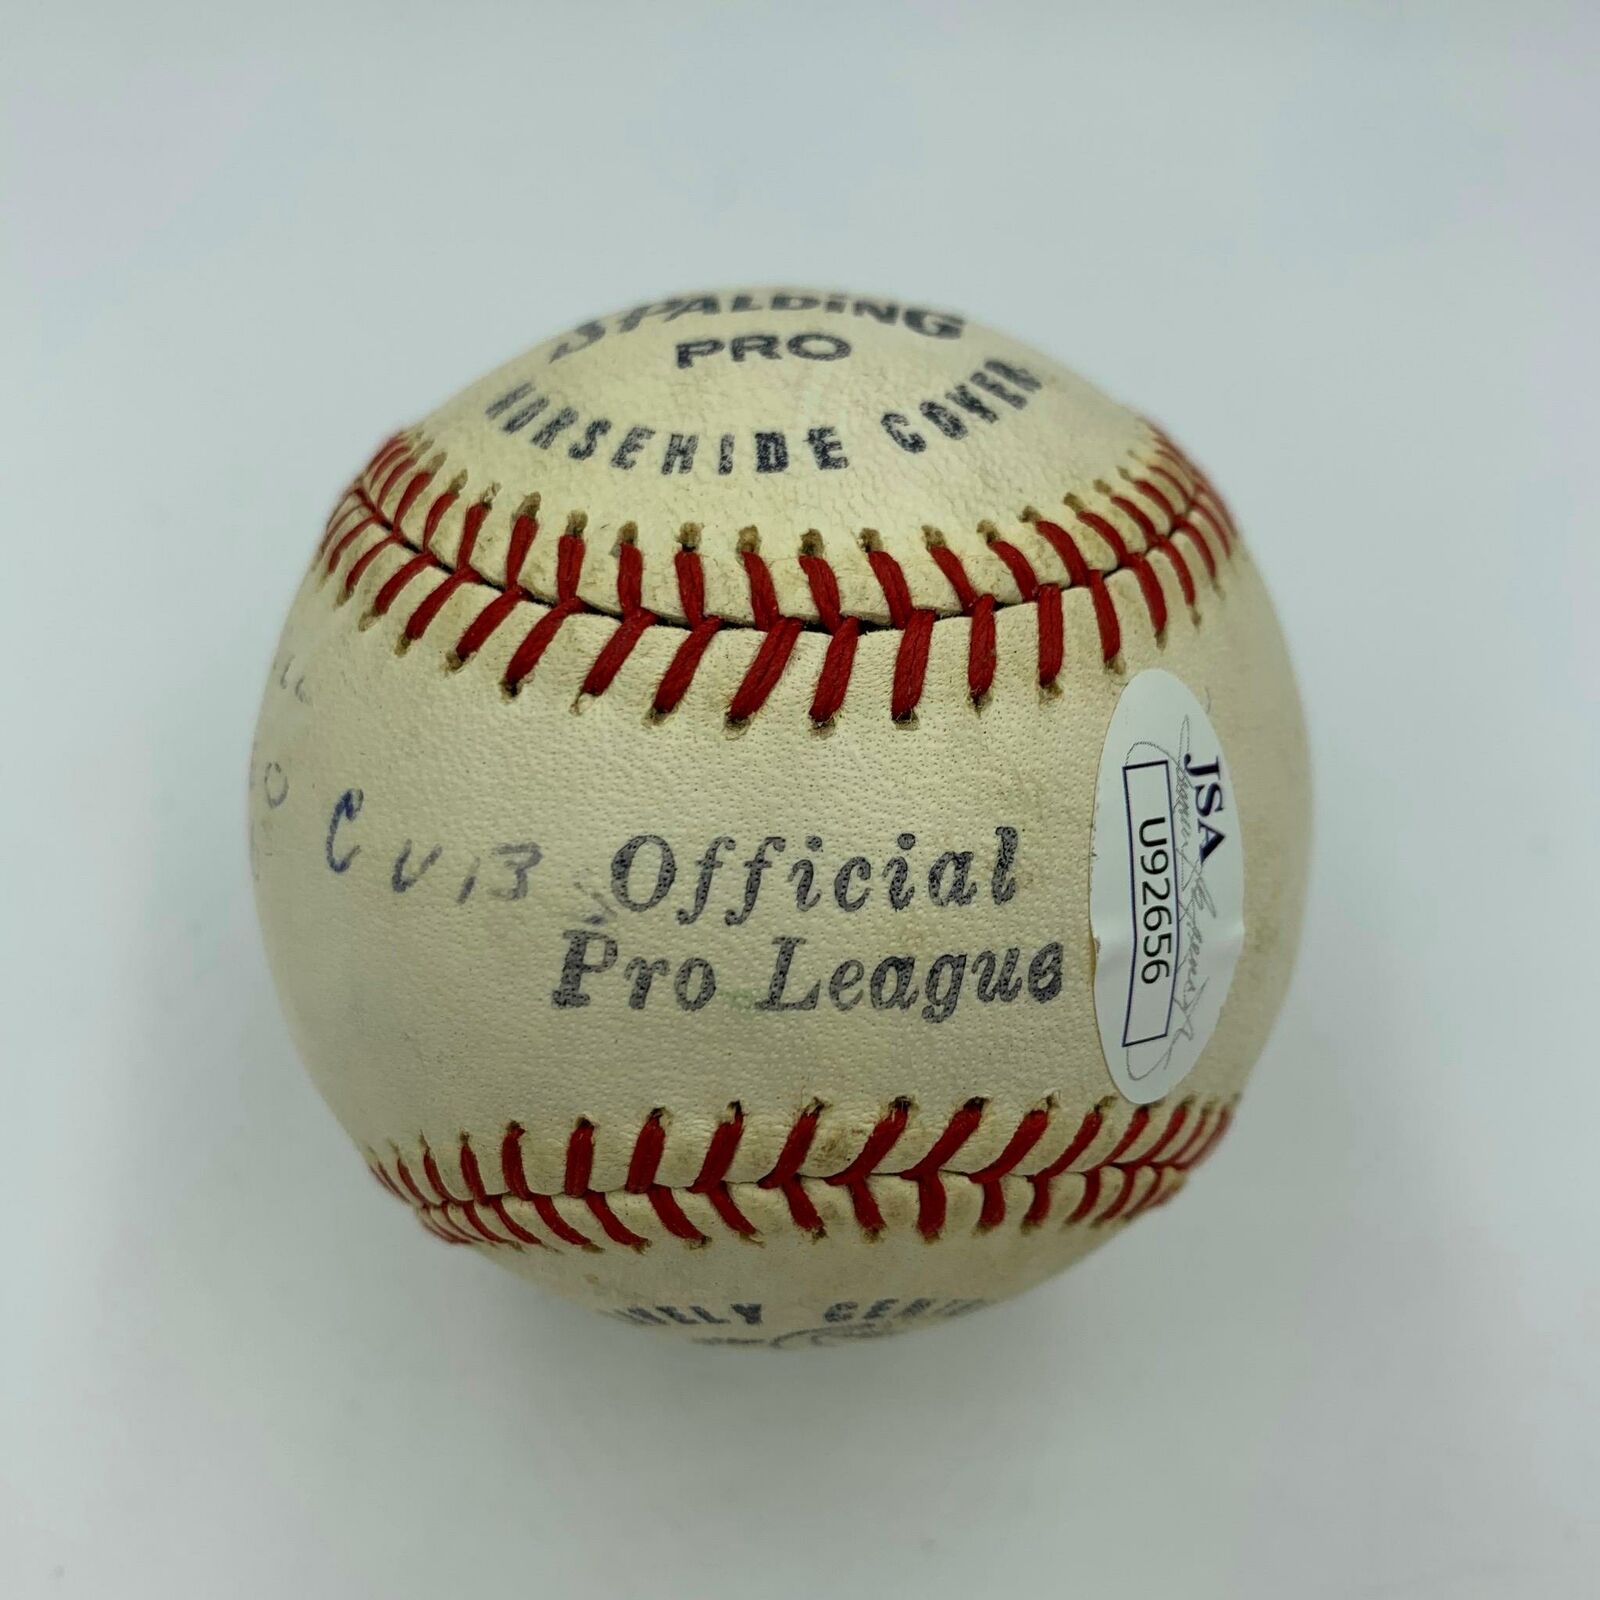 SPALDING
PRO
HORSEHIDE COVER
Official
Pro League
JSA
U92656